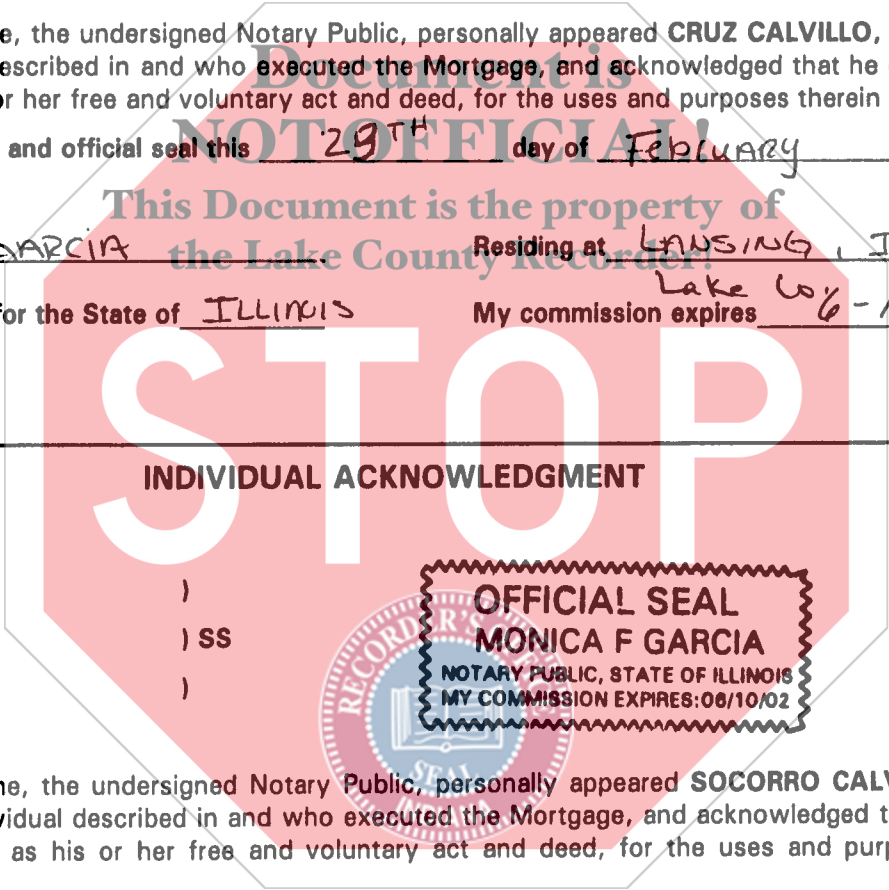 e, the undersigned Notary Public, personally appeared CRUZ CALVILLO,
escribed in and who executed the Mortgage, and acknowledged that he
Document is
r her free and voluntary act and deed, for the uses and purposes therein
and official seal this 29TH day of FebruARY
NOT OFFICIAL!
This Document is the property of
GARCIA Residing at LANSING, I
the Lake County Recorder!
Lake Co
for the State of ILLINOIS My commission expires 6-1
STOP
INDIVIDUAL ACKNOWLEDGMENT
)
) SS
)
OFFICIAL SEAL
MONICA F GARCIA
NOTARY PUBLIC, STATE OF ILLINOIS
MY COMMISSION EXPIRES:06/10/02
RECORDER'S OFFICE
SEAL
INDIANA
ne, the undersigned Notary Public, personally appeared SOCORRO CALV
vidual described in and who executed the Mortgage, and acknowledged t
as his or her free and voluntary act and deed, for the uses and purp